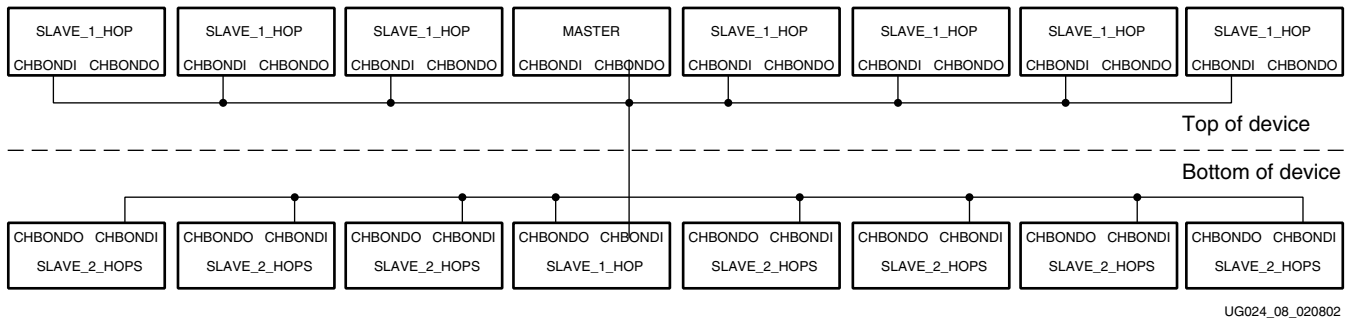 SLAVE_1_HOP SLAVE_1_HOP SLAVE_1_HOP MASTER SLAVE_1_HOP SLAVE_1_HOP SLAVE_1_HOP SLAVE_1_HOP
CHBONDI CHBONDO CHBONDI CHBONDO CHBONDI CHBONDO CHBONDI CHBONDO CHBONDI CHBONDO CHBONDI CHBONDO CHBONDI CHBONDO CHBONDI CHBONDO
Top of device
Bottom of device
CHBONDO CHBONDI CHBONDO CHBONDI CHBONDO CHBONDI CHBONDO CHBONDI CHBONDO CHBONDI CHBONDO CHBONDI CHBONDO CHBONDI CHBONDO CHBONDI
SLAVE_2_HOPS SLAVE_2_HOPS SLAVE_2_HOPS SLAVE_1_HOP SLAVE_2_HOPS SLAVE_2_HOPS SLAVE_2_HOPS SLAVE_2_HOPS
UG024_08_020802